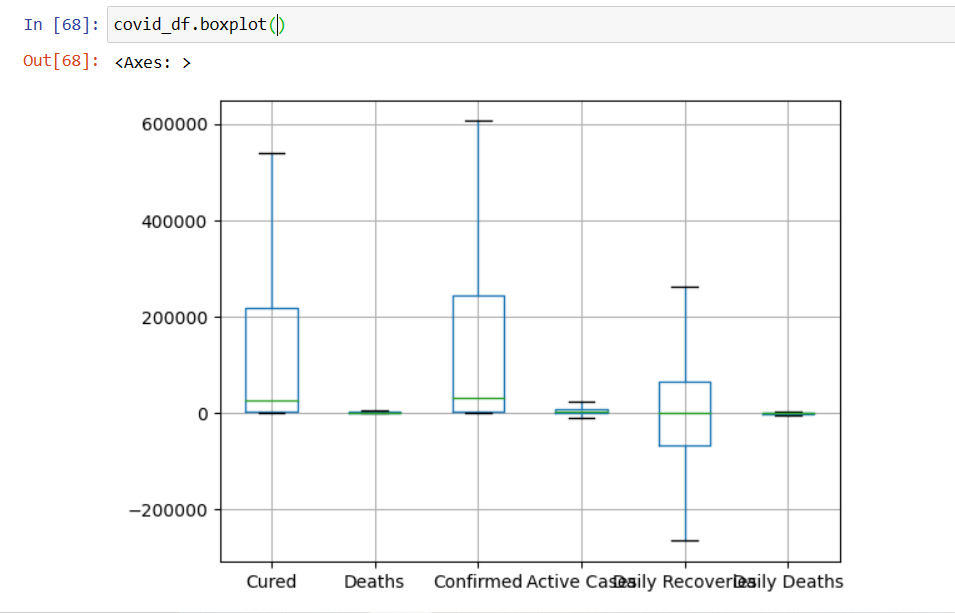 In [68]: covid_df.boxplot()
Out[68]: <Axes: >
600000
400000
200000
0
−200000
Cured Deaths Confirmed Active Cases Daily Recoveries Daily Deaths